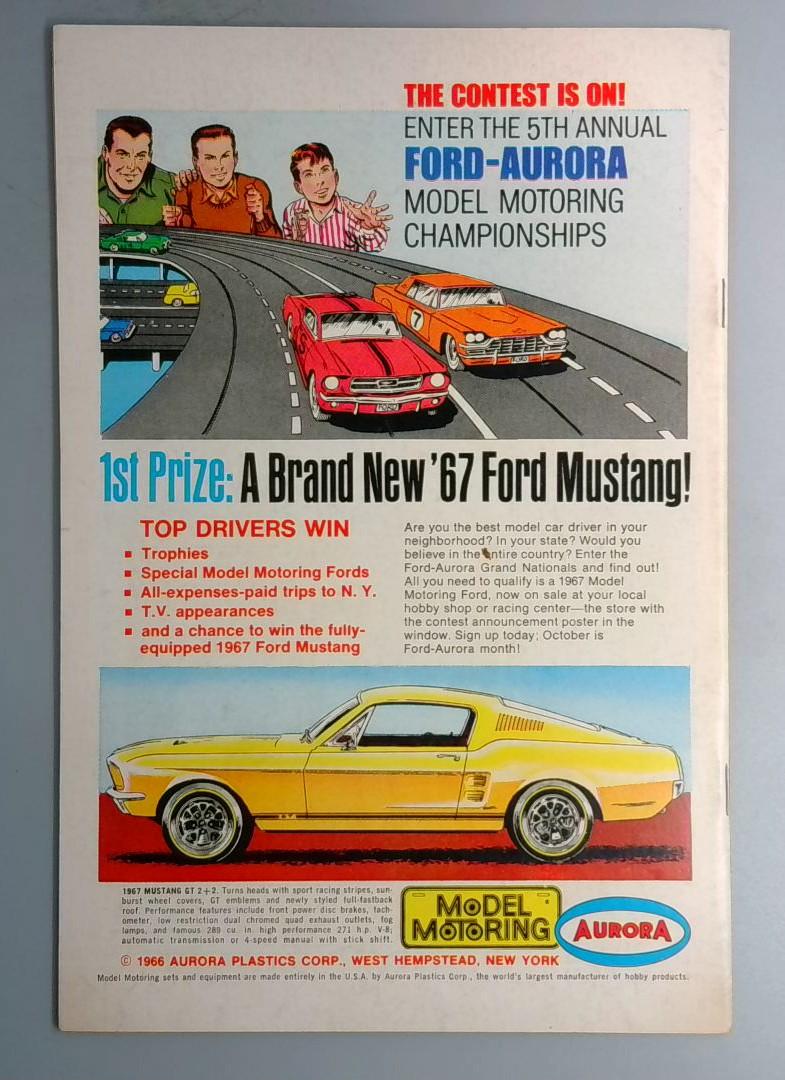 THE CONTEST IS ON!
ENTER THE 5TH ANNUAL
FORD-AURORA
MODEL MOTORING
CHAMPIONSHIPS
7
FORD
1st Prize: A Brand New '67 Ford Mustang!
TOP DRIVERS WIN
Trophies
Special Model Motoring Fords
All-expenses-paid trips to N. Y.
T.V. appearances
and a chance to win the fully-
equipped 1967 Ford Mustang
Are you the best model car driver in your
neighborhood? In your state? Would you
believe in the entire country? Enter the
Ford-Aurora Grand Nationals and find out!
All you need to qualify is a 1967 Model
Motoring Ford, now on sale at your local
hobby shop or racing center—the store with
the contest announcement poster in the
window. Sign up today; October is
Ford-Aurora month!
1967 MUSTANG GT 2+2. Turns heads with sport racing stripes, sun-
burst wheel covers, GT emblems and newly styled full-fastback
roof. Performance features include front power disc brakes, tach-
ometer, low restriction dual chromed quad exhaust outlets, fog
lamps, and famous 289 cu. in. high performance 271 h.p. V-8;
automatic transmission or 4-speed manual with stick shift.
MODEL
MOTORING
AURORA
© 1966 AURORA PLASTICS CORP., WEST HEMPSTEAD, NEW YORK
Model Motoring sets and equipment are made entirely in the U.S.A. by Aurora Plastics Corp., the world's largest manufacturer of hobby products.